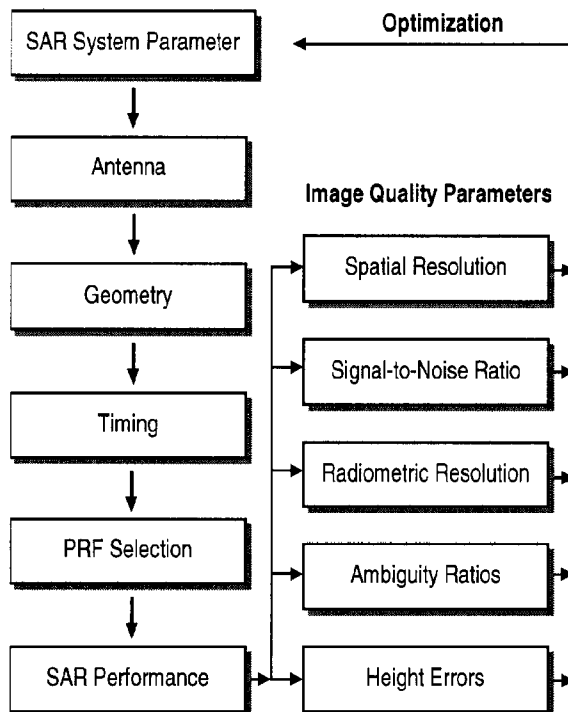 SAR System Parameter
Optimization
Antenna
Image Quality Parameters
Geometry
Spatial Resolution
Signal-to-Noise Ratio
Timing
Radiometric Resolution
PRF Selection
Ambiguity Ratios
SAR Performance
Height Errors